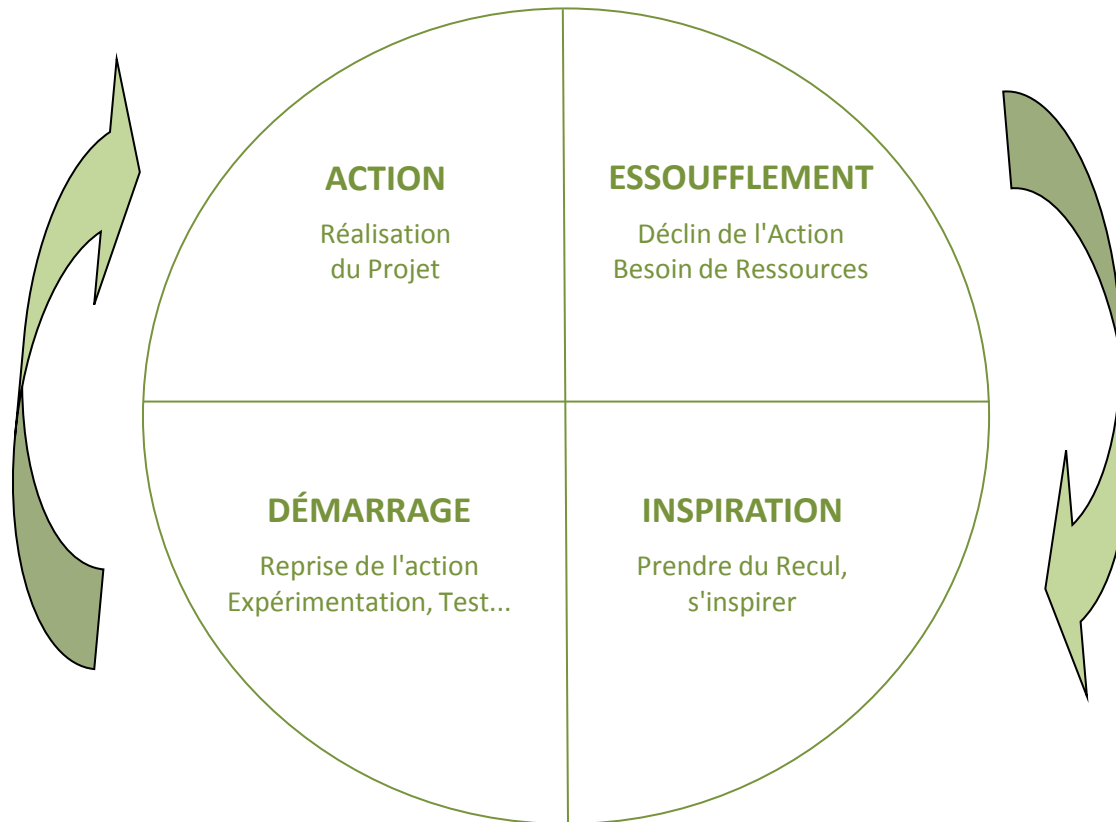 ACTION
Réalisation
du Projet
ESSOUFFLEMENT
Déclin de l'Action
Besoin de Ressources
DÉMARRAGE
Reprise de l'action
Expérimentation, Test...
INSPIRATION
Prendre du Recul,
s'inspirer